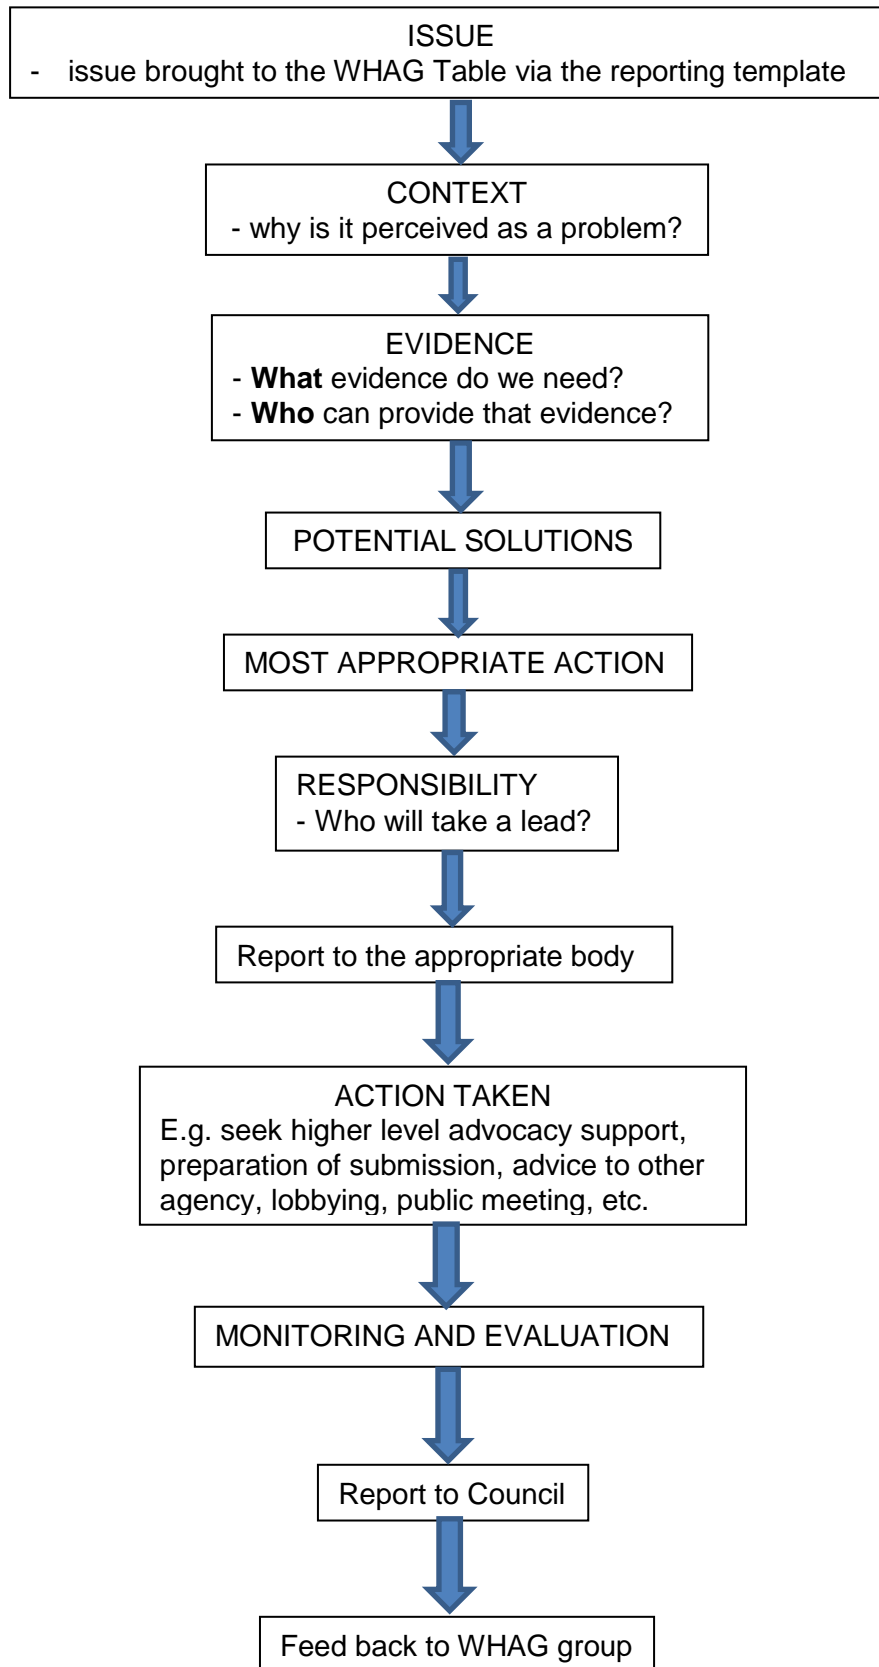 ISSUE
- issue brought to the WHAG Table via the reporting template
CONTEXT
- why is it perceived as a problem?
EVIDENCE
- What evidence do we need?
- Who can provide that evidence?
POTENTIAL SOLUTIONS
MOST APPROPRIATE ACTION
RESPONSIBILITY
- Who will take a lead?
Report to the appropriate body
ACTION TAKEN
E.g. seek higher level advocacy support,
preparation of submission, advice to other
agency, lobbying, public meeting, etc.
MONITORING AND EVALUATION
Report to Council
Feed back to WHAG group